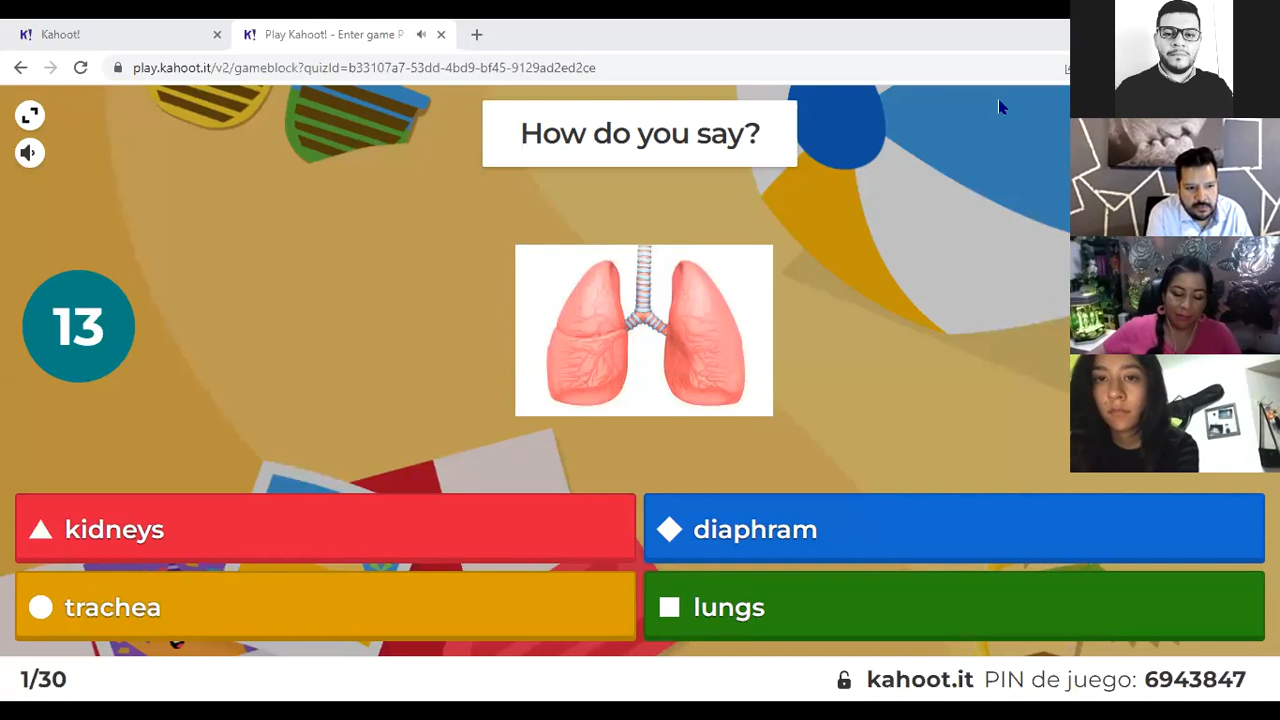 K! Kahoot!
K! Play Kahoot! - Enter game P
play.kahoot.it/v2/gameblock?quizId=b33107a7-53dd-4bd9-bf45-9129ad2ed2ce
How do you say?
13
kidneys
diaphram
trachea
lungs
1/30
kahoot.it PIN de juego: 6943847